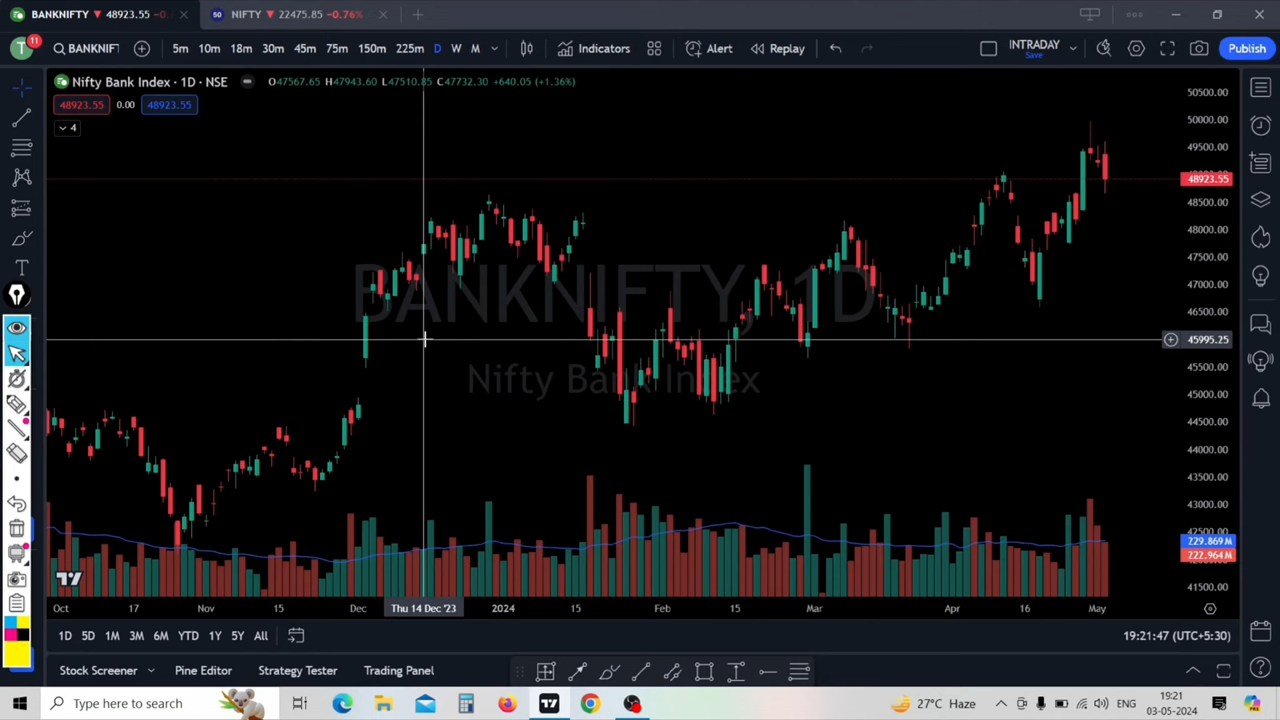 BANKNIFTY ▼ 48923.55 −0
50 NIFTY ▼ 22475.85 −0.76%
T 11 BANKNIFT 5m 10m 18m 30m 45m 75m 150m 225m D W M Indicators Alert Replay INTRADAY Save Publish
Nifty Bank Index · 1D · NSE O47567.65 H47943.60 L47510.85 C47732.30 +640.05 (+1.36%)
48923.55 0.00 48923.55
4
T
BANKNIFTY, 1D
Nifty Bank Index
50500.00
50000.00
49500.00
48923.55
48500.00
48000.00
47500.00
47000.00
46500.00
45995.25
45500.00
45000.00
44500.00
44000.00
43500.00
43000.00
229.869M
222.964M
41500.00
Oct 17 Nov 15 Dec Thu 14 Dec '23 2024 15 Feb 15 Mar Apr 16 May
1D 5D 1M 3M 6M YTD 1Y 5Y All 19:21:47 (UTC+5:30)
Stock Screener Pine Editor Strategy Tester Trading Panel
Type here to search 27°C Haze ENG 19:21
03-05-2024